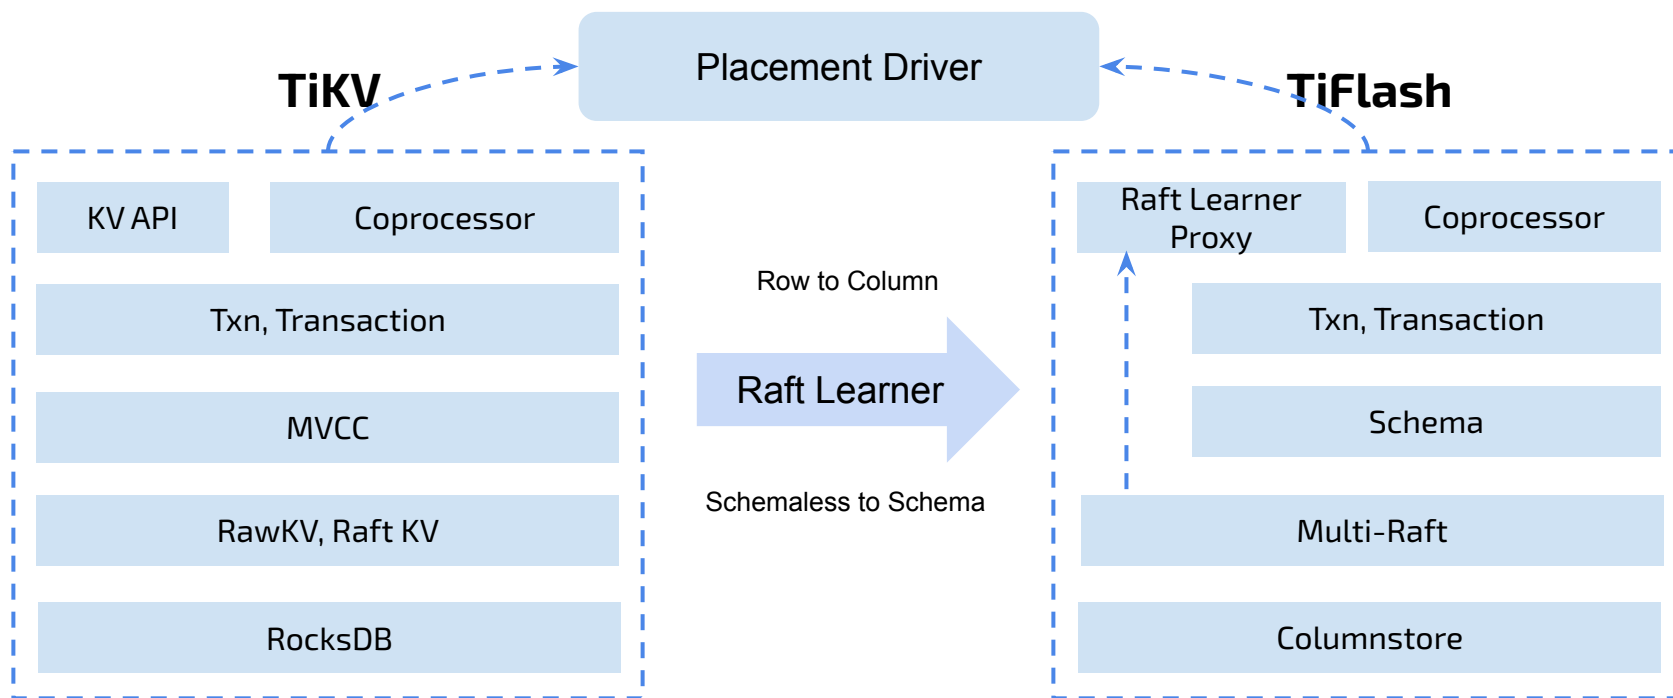 Placement Driver
TiKV
TiFlash
KV API
Coprocessor
Txn, Transaction
MVCC
RawKV, Raft KV
RocksDB
Row to Column
Raft Learner
Schemaless to Schema
Raft Learner
Proxy
Coprocessor
Txn, Transaction
Schema
Multi-Raft
Columnstore